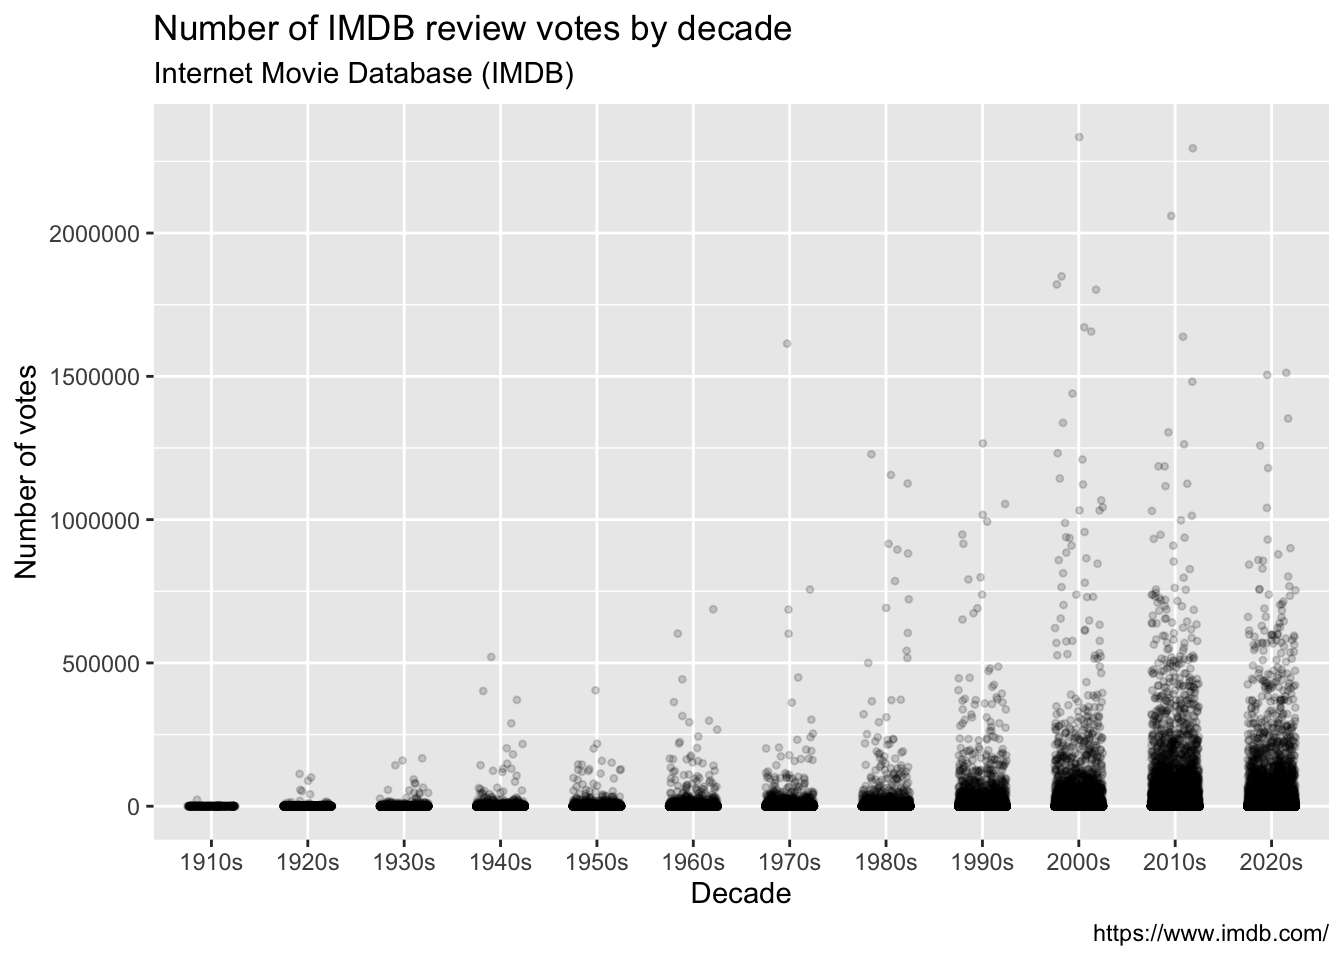 Number of IMDB review votes by decade
Internet Movie Database (IMDB)
Number of votes
2000000
1500000
1000000
500000
0
1910s 1920s 1930s 1940s 1950s 1960s 1970s 1980s 1990s 2000s 2010s 2020s
Decade
https://www.imdb.com/